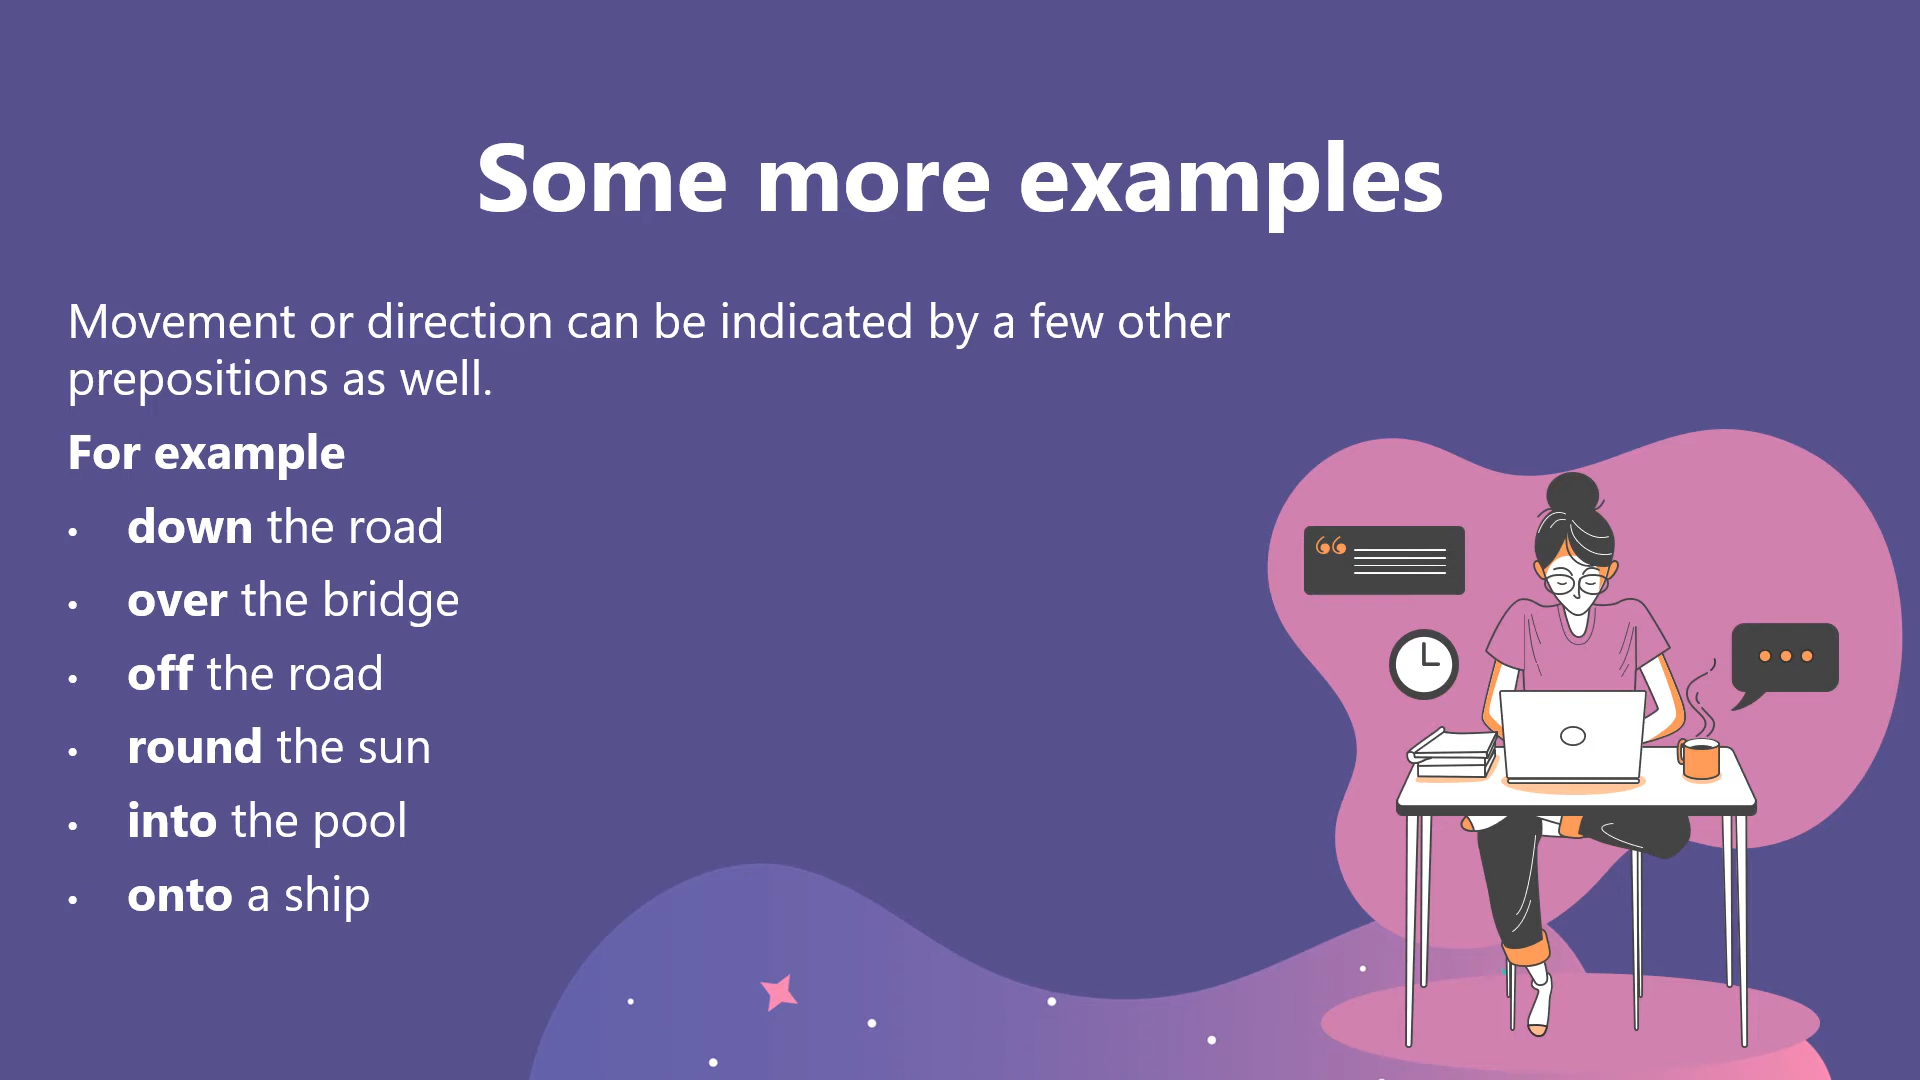 Some more examples
Movement or direction can be indicated by a few other
prepositions as well.
For example
• down the road
• over the bridge
• off the road
• round the sun
• into the pool
• onto a ship